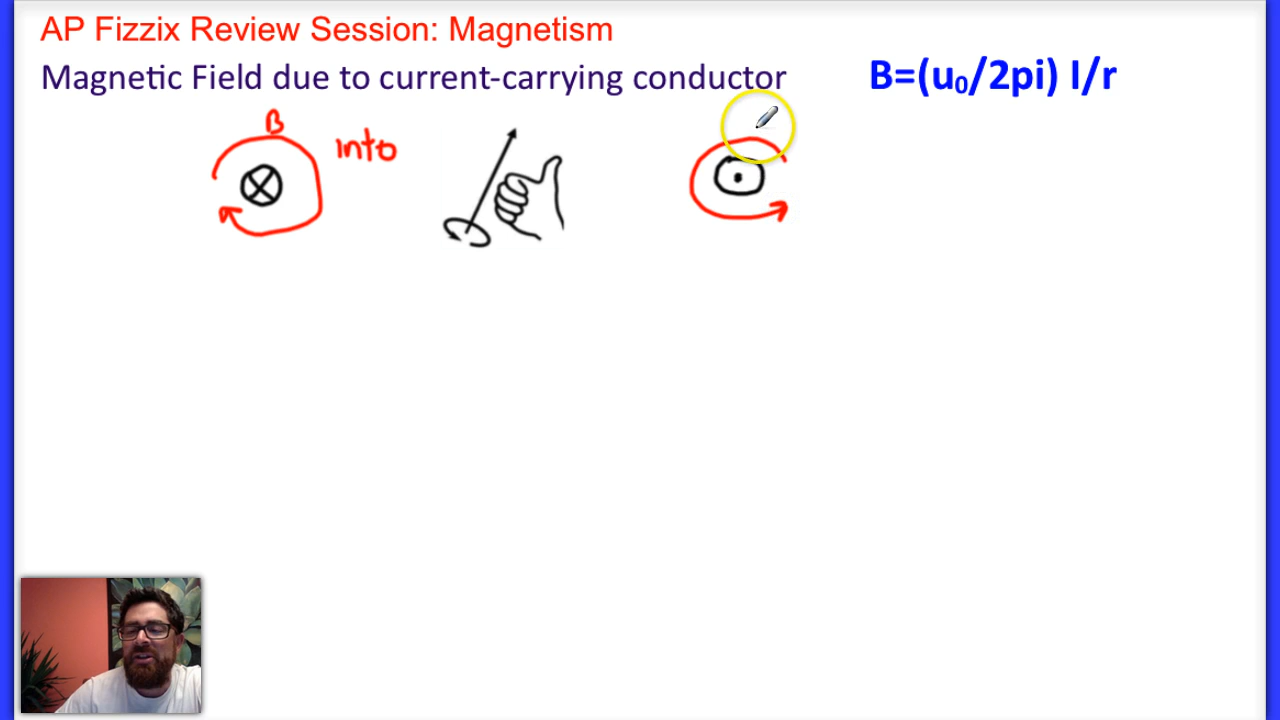 AP Fizzix Review Session: Magnetism
Magnetic Field due to current-carrying conductor
B=(u₀/2pi) I/r
B
into